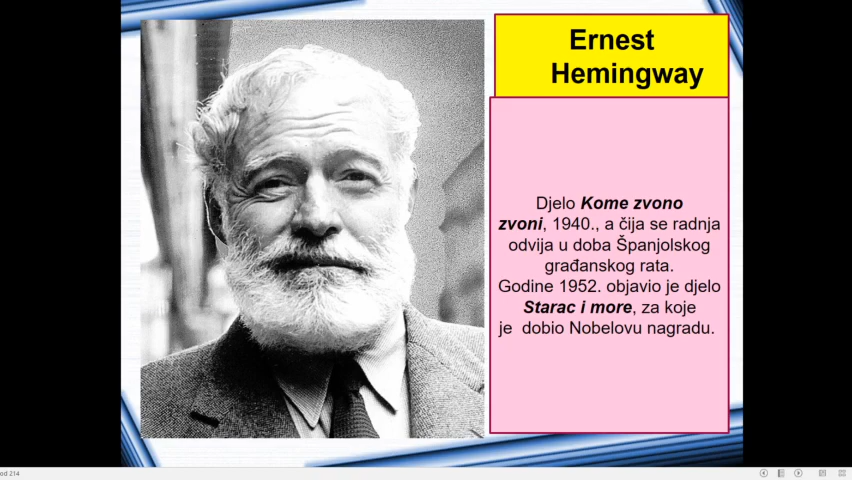 Ernest
Hemingway
Djelo Kome zvono
zvoni, 1940., a čija se radnja
odvija u doba Španjolskog
građanskog rata.
Godine 1952. objavio je djelo
Starac i more, za koje
je dobio Nobelovu nagradu.
od 214